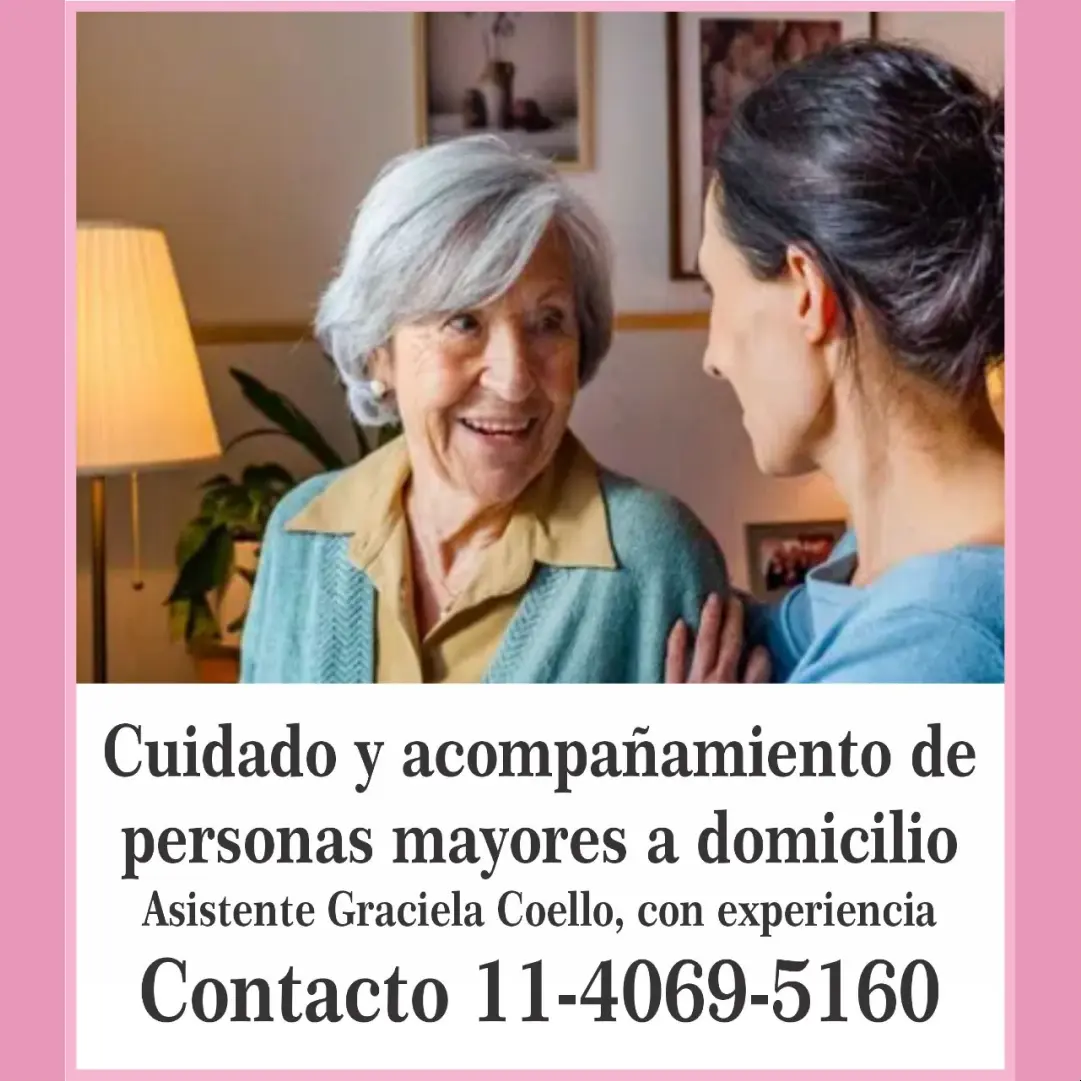 Cuidado y acompañamiento de
personas mayores a domicilio
Asistente Graciela Coello, con experiencia
Contacto 11-4069-5160